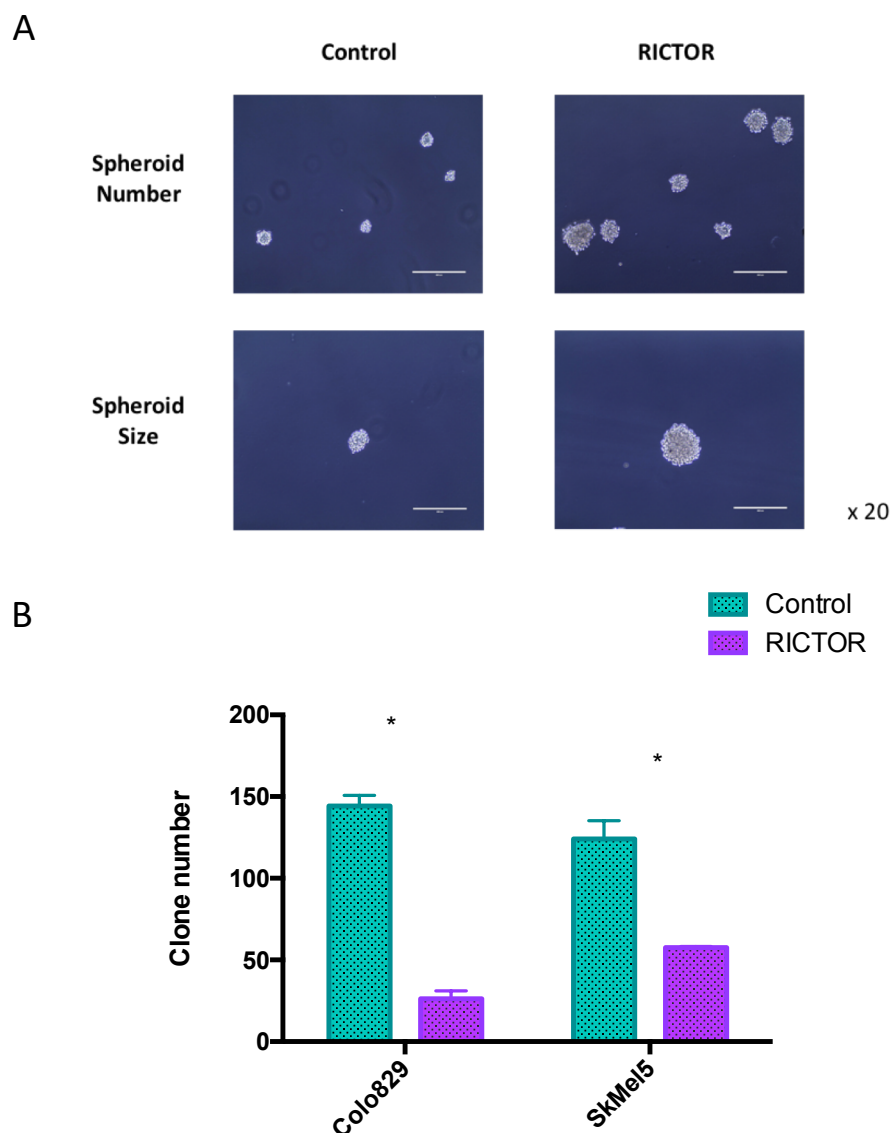 A
Control
RICTOR
Spheroid
Number
Spheroid
Size
x 20
B
Control
RICTOR
200
150
100
50
0
*
*
Clone number
Colo829
SkMel5